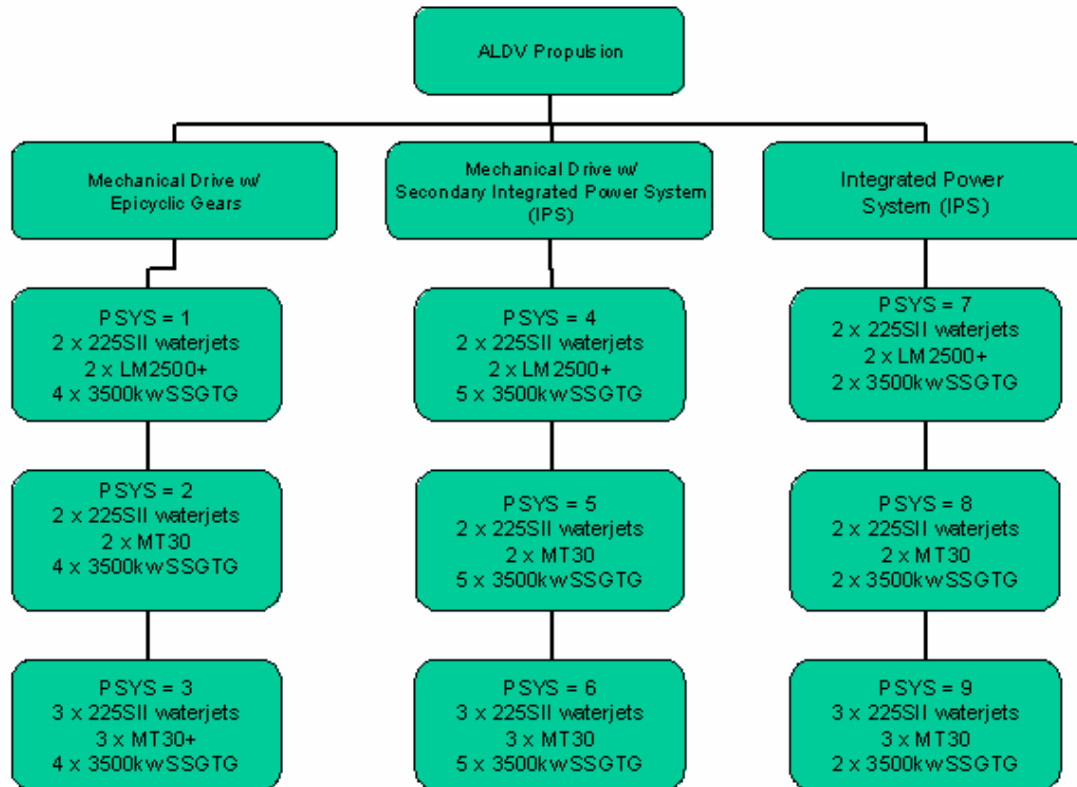 ALDV Propulsion
Mechanical Drive w/
Epicyclic Gears
Mechanical Drive w/
Secondary Integrated Power System
(IPS)
Integrated Power
System (IPS)
PSYS = 1
2 x 225SII waterjets
2 x LM2500+
4 x 3500kwSSGTG
PSYS = 4
2 x 225SII waterjets
2 x LM2500+
5 x 3500kwSSGTG
PSYS = 7
2 x 225SII waterjets
2 x LM2500+
2 x 3500kwSSGTG
PSYS = 2
2 x 225SII waterjets
2 x MT30
4 x 3500kwSSGTG
PSYS = 5
2 x 225SII waterjets
2 x MT30
5 x 3500kwSSGTG
PSYS = 8
2 x 225SII waterjets
2 x MT30
2 x 3500kwSSGTG
PSYS = 3
3 x 225SII waterjets
3 x MT30+
4 x 3500kwSSGTG
PSYS = 6
3 x 225SII waterjets
3 x MT30
5 x 3500kwSSGTG
PSYS = 9
3 x 225SII waterjets
3 x MT30
2 x 3500kwSSGTG